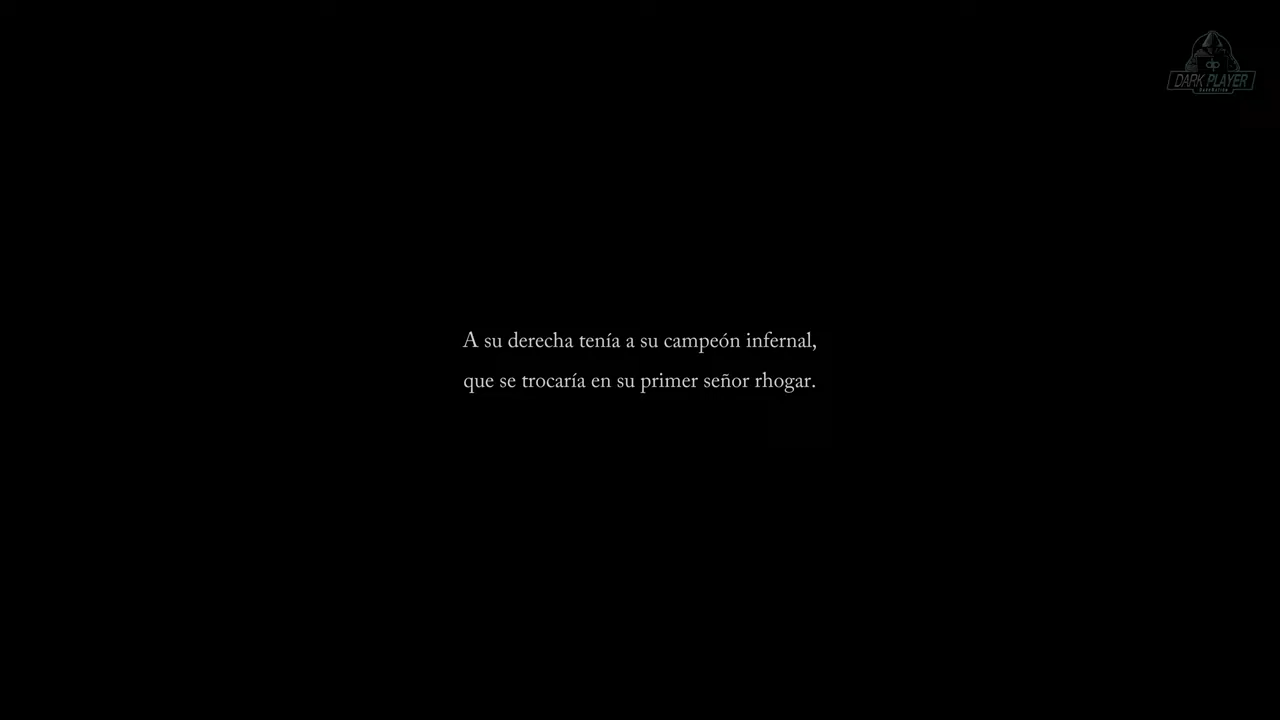 DARK PLAYER
A su derecha tenía a su campeón infernal,
que se trocaría en su primer señor rhogar.